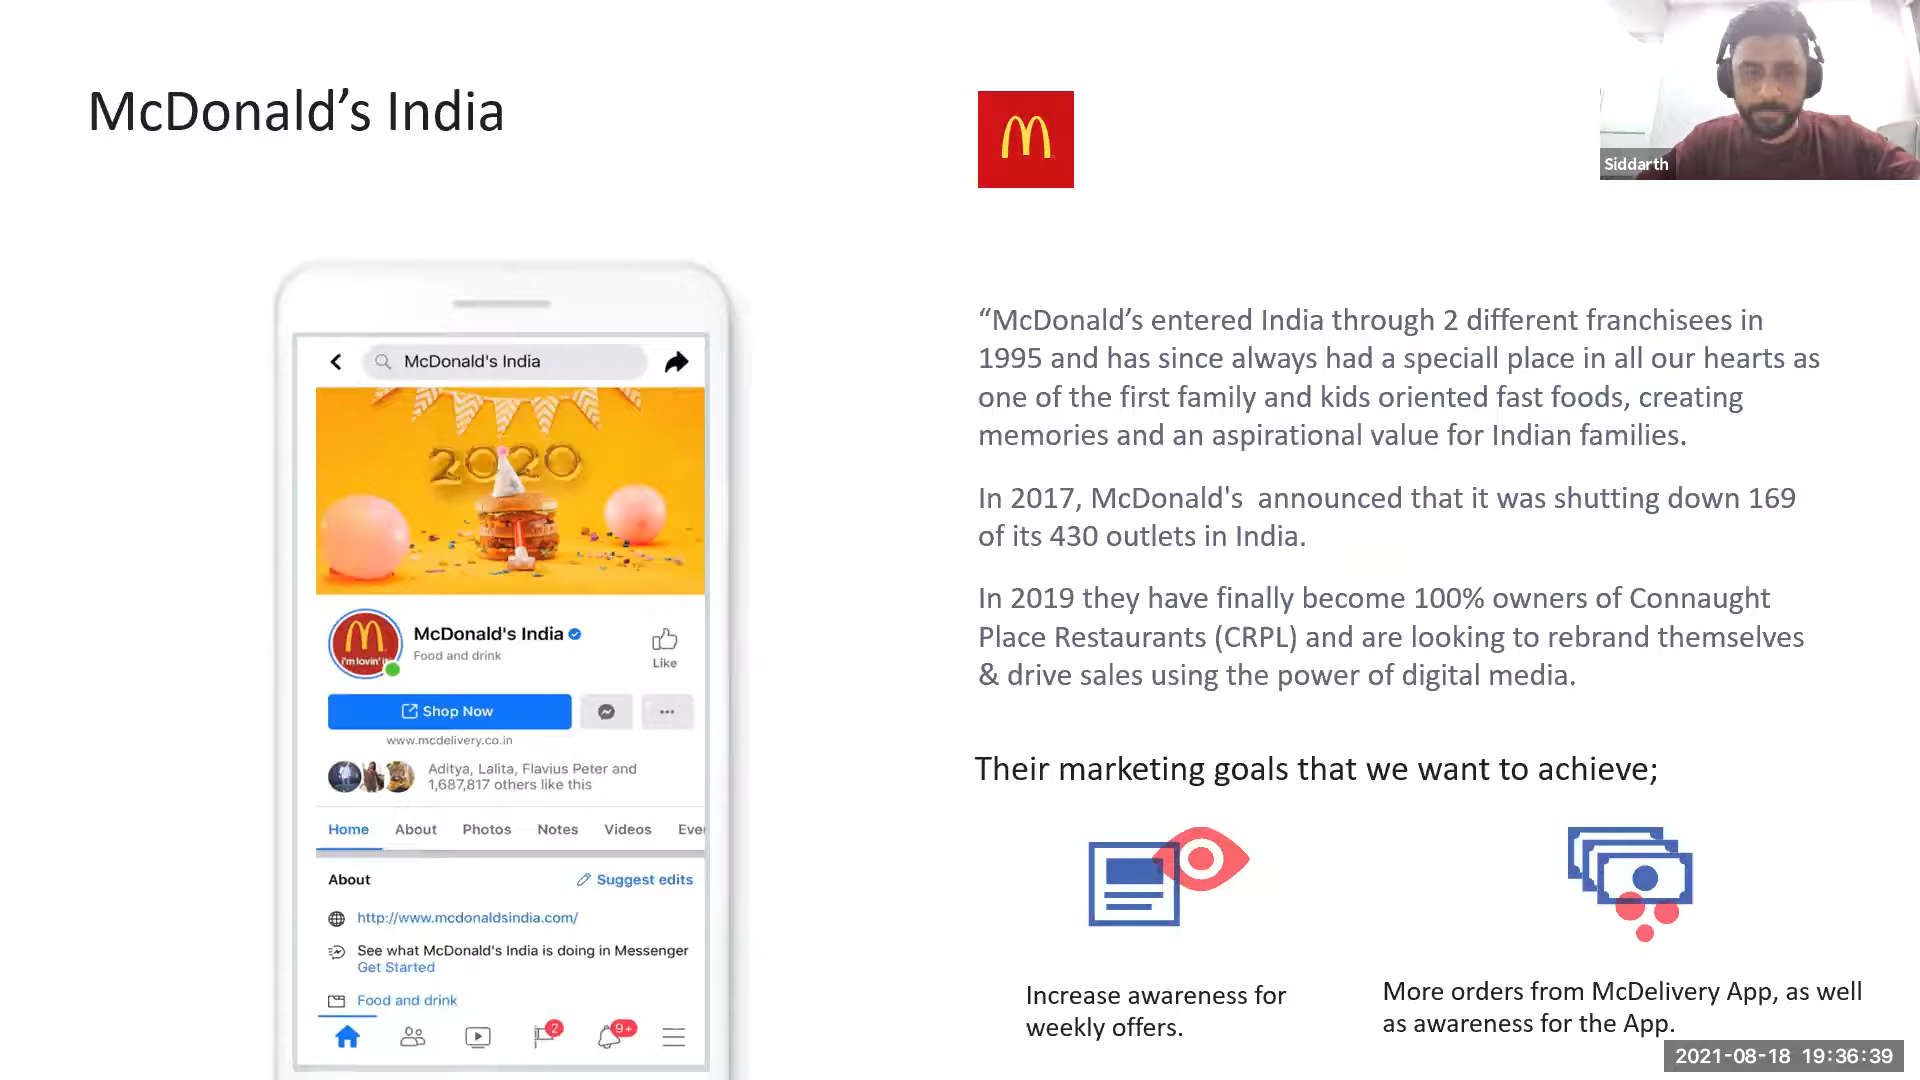 McDonald’s India
Siddarth
McDonald's India
2020
McDonald's India
Food and drink
i'm lovin' it
Like
Shop Now
www.mcdelivery.co.in
Aditya, Lalita, Flavius Peter and
1,687,817 others like this
Home About Photos Notes Videos Eve
About Suggest edits
http://www.mcdonaldsindia.com/
See what McDonald's India is doing in Messenger
Get Started
Food and drink
2 9+
“McDonald’s entered India through 2 different franchisees in
1995 and has since always had a speciall place in all our hearts as
one of the first family and kids oriented fast foods, creating
memories and an aspirational value for Indian families.
In 2017, McDonald's announced that it was shutting down 169
of its 430 outlets in India.
In 2019 they have finally become 100% owners of Connaught
Place Restaurants (CRPL) and are looking to rebrand themselves
& drive sales using the power of digital media.
Their marketing goals that we want to achieve;
Increase awareness for
weekly offers.
More orders from McDelivery App, as well
as awareness for the App.
2021-08-18 19:36:39